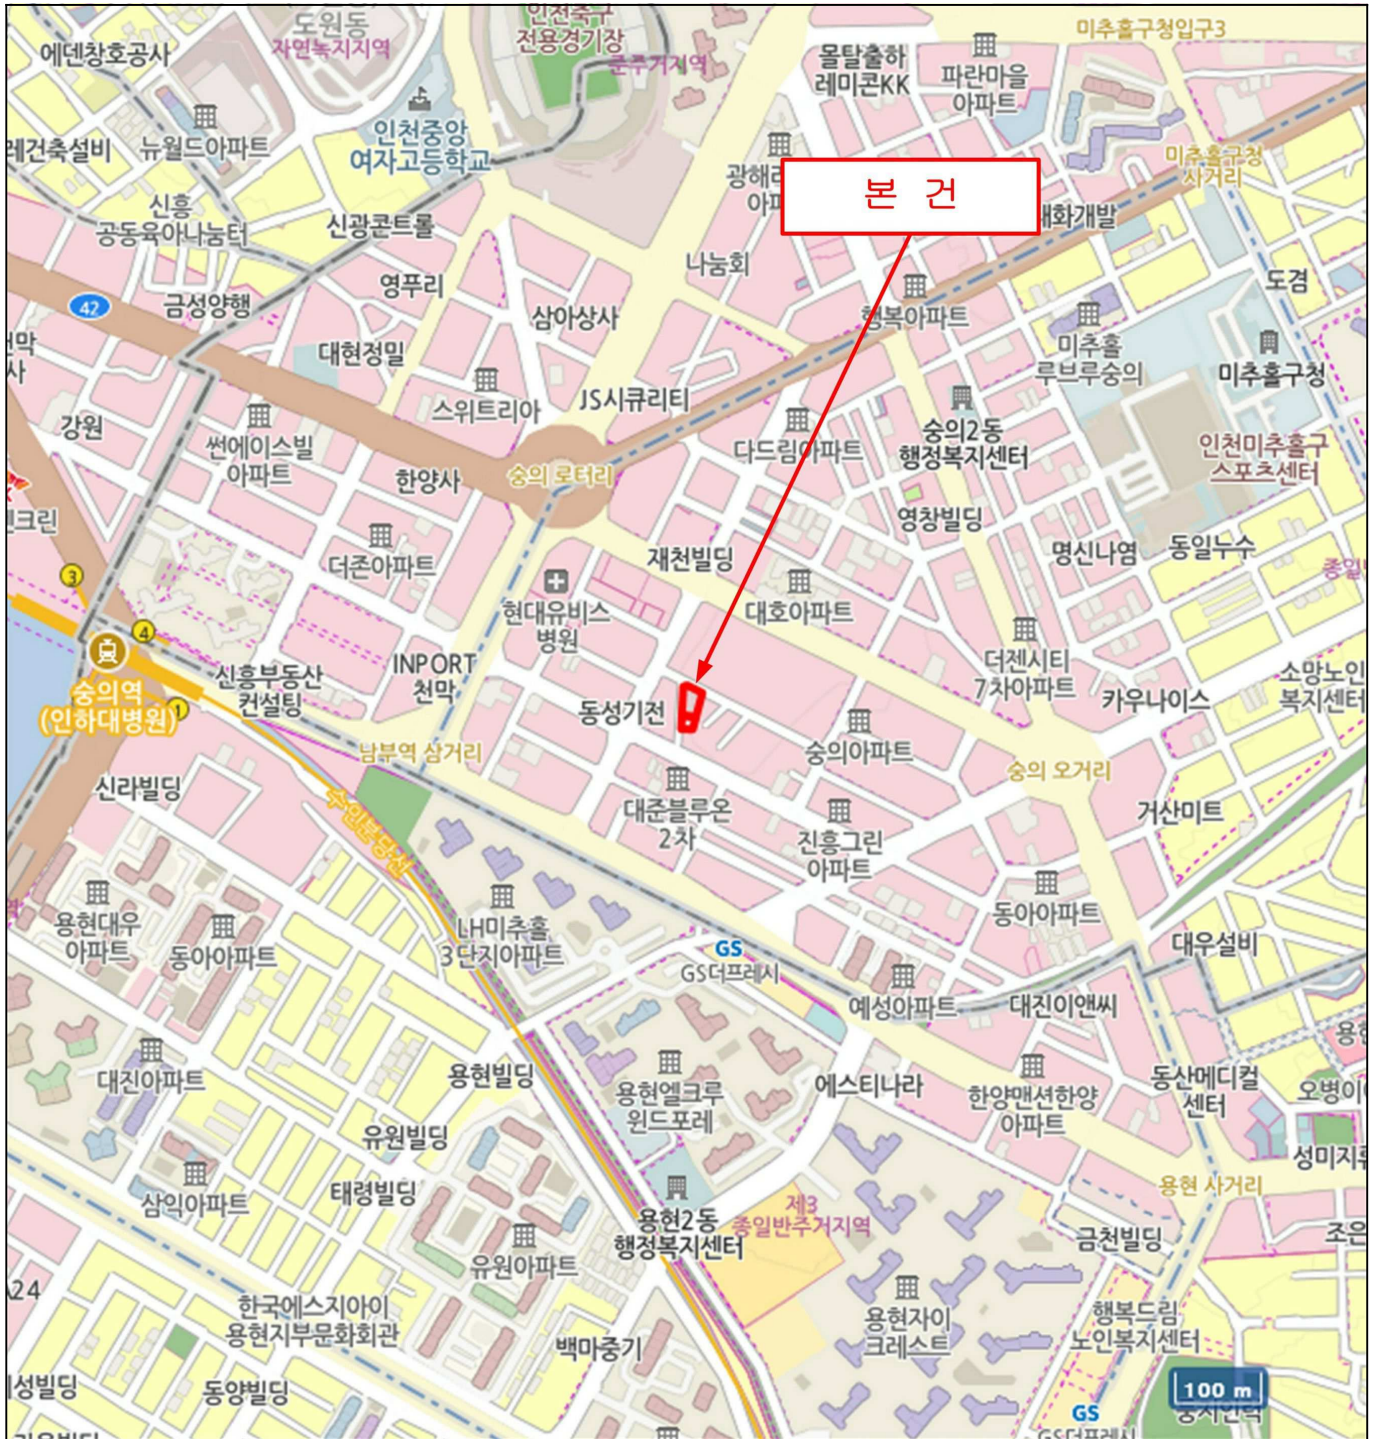 도원동
자연녹지지역
인천축구
전용경기장
준주거지역
미추홀구청입구3
에덴창호공사
몰탈출하
레미콘KK
파란마을
아파트
레건축설비
뉴월드아파트
인천중앙
여자고등학교
미추홀구청
사거리
본 건
신흥
공동육아나눔터
신광콘트롤
나눔회
도겸
42
금성양행
영푸리
삼아상사
행복아파트
대현정밀
미추홀
루브루숭의
미추홀구청
스위트리아
JS시큐리티
강원
썬에이스빌
아파트
다드림아파트
숭의2동
행정복지센터
인천미추홀구
스포츠센터
한양사
숭의 로터리
영창빌딩
더존아파트
재천빌딩
명신나염
동일누수
3
현대유비스
병원
대호아파트
4
INPORT
천막
더젠시티
7차아파트
신흥부동산
컨설팅
숭의역
(인하대병원)
1
동성기전
카우나이스
소망노인
복지센터
남부역 삼거리
숭의아파트
숭의 오거리
신라빌딩
수인분당선
대준블루온
2차
진흥그린
아파트
거산미트
용현대우
아파트
동아아파트
LH미추홀
3단지아파트
동아아파트
GS
GS더프레시
대우설비
예성아파트
대진이앤씨
대진아파트
용현빌딩
용현엘크루
윈드포레
에스티나라
한양맨션한양
아파트
동산메디컬
센터
유원빌딩
삼익아파트
태령빌딩
용현2동
행정복지센터
제3
종일반주거지역
용현 사거리
금천빌딩
유원아파트
24
한국에스지아이
용현지부문화회관
백마중기
용현자이
크레스트
행복드림
노인복지센터
동양빌딩
100 m
GS
GS더프레시